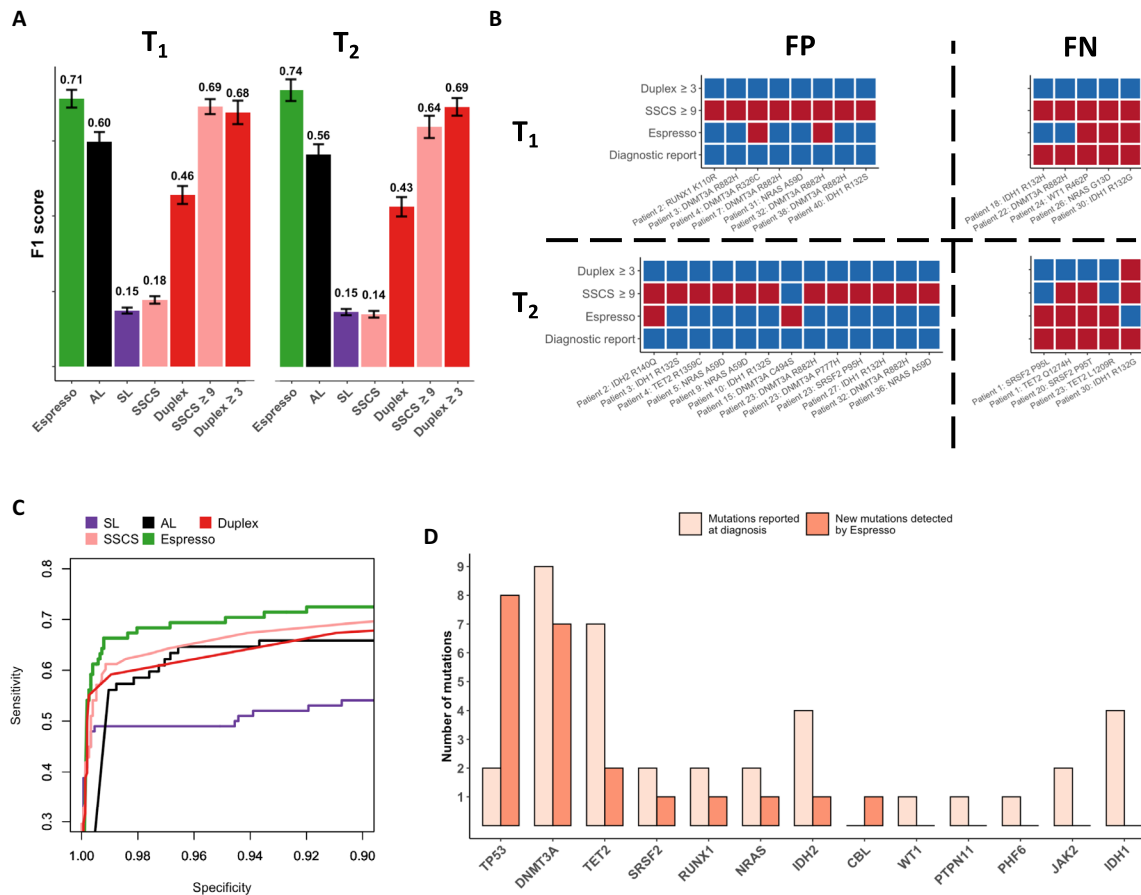 A
T1
T2
F1 score
0.71
0.60
0.15
0.18
0.46
0.69
0.68
0.74
0.56
0.15
0.14
0.43
0.64
0.69
Espresso
AL
SL
SSCS
Duplex
SSCS ≥ 9
Duplex ≥ 3
Espresso
AL
SL
SSCS
Duplex
SSCS ≥ 9
Duplex ≥ 3
B
FP
FN
T1
Duplex ≥ 3
SSCS ≥ 9
Espresso
Diagnostic report
Patient 2: RUNX1 K110R
Patient 3: DNMT3A R882H
Patient 4: DNMT3A R326C
Patient 7: DNMT3A R882H
Patient 31: NRAS A59D
Patient 32: DNMT3A R882H
Patient 38: DNMT3A R882H
Patient 40: IDH1 R132S
Patient 18: IDH1 R132H
Patient 22: DNMT3A R882H
Patient 24: WT1 R462P
Patient 26: NRAS G13D
Patient 30: IDH1 R132G
T2
Duplex ≥ 3
SSCS ≥ 9
Espresso
Diagnostic report
Patient 2: IDH2 R140Q
Patient 3: IDH1 R132S
Patient 4: TET2 R1359C
Patient 5: NRAS A59D
Patient 9: NRAS A59D
Patient 10: IDH1 R132S
Patient 15: DNMT3A C494S
Patient 23: DNMT3A R882H
Patient 23: DNMT3A P777H
Patient 23: SRSF2 P95H
Patient 27: IDH1 R132H
Patient 32: DNMT3A R882H
Patient 36: NRAS A59D
Patient 1: SRSF2 P95L
Patient 1: TET2 Q1274H
Patient 20: SRSF2 P95T
Patient 23: TET2 L1209R
Patient 30: IDH1 R132G
C
SL
AL
Duplex
SSCS
Espresso
Sensitivity
0.8
0.7
0.6
0.5
0.4
0.3
1.00
0.98
0.96
0.94
0.92
0.90
Specificity
D
Mutations reported
at diagnosis
New mutations detected
by Espresso
Number of mutations
9
8
7
6
5
4
3
2
1
TP53
DNMT3A
TET2
SRSF2
RUNX1
NRAS
IDH2
CBL
WT1
PTPN11
PHF6
JAK2
IDH1